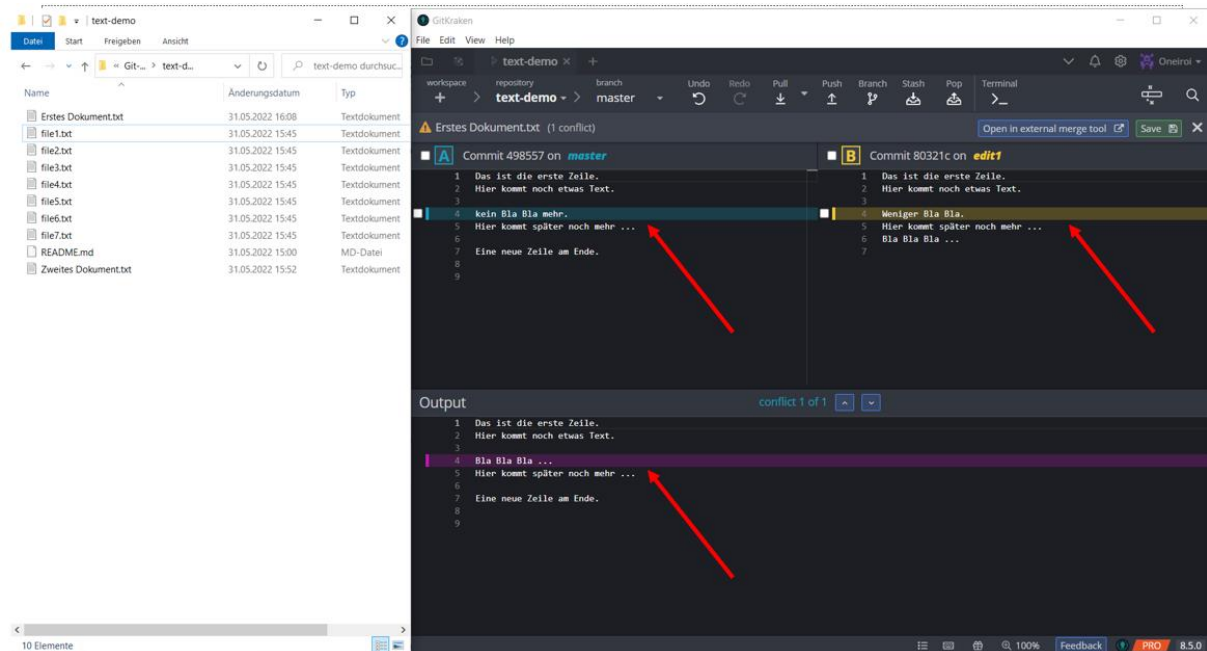 text-demo
Datei Start Freigeben Ansicht
Git-... text-d... text-demo durchsuc...
Name Änderungsdatum Typ
Erstes Dokument.txt 31.05.2022 16:08 Textdokument
file1.txt 31.05.2022 15:45 Textdokument
file2.txt 31.05.2022 15:45 Textdokument
file3.txt 31.05.2022 15:45 Textdokument
file4.txt 31.05.2022 15:45 Textdokument
file5.txt 31.05.2022 15:45 Textdokument
file6.txt 31.05.2022 15:45 Textdokument
file7.txt 31.05.2022 15:45 Textdokument
README.md 31.05.2022 15:00 MD-Datei
Zweites Dokument.txt 31.05.2022 15:52 Textdokument
10 Elemente
GitKraken
File Edit View Help
text-demo Oneiroi
workspace repository branch Undo Redo Pull Push Branch Stash Pop Terminal
text-demo master
Erstes Dokument.txt (1 conflict) Open in external merge tool Save
A Commit 498557 on master
1 Das ist die erste Zeile.
2 Hier kommt noch etwas Text.
3
4 kein Bla Bla mehr.
5 Hier kommt später noch mehr ...
6
7 Eine neue Zeile am Ende.
8
9
B Commit 80321c on edit1
1 Das ist die erste Zeile.
2 Hier kommt noch etwas Text.
3
4 Weniger Bla Bla.
5 Hier kommt später noch mehr ...
6 Bla Bla Bla ...
7
Output conflict 1 of 1
1 Das ist die erste Zeile.
2 Hier kommt noch etwas Text.
3
4 Bla Bla Bla ...
5 Hier kommt später noch mehr ...
6
7 Eine neue Zeile am Ende.
8
9
100% Feedback PRO 8.5.0